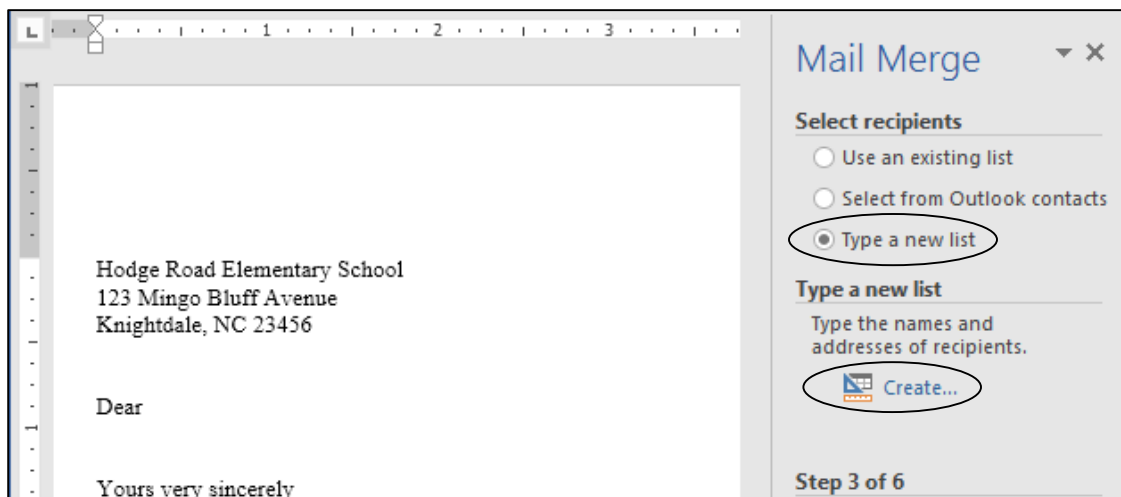 1 2 3
Mail Merge
Select recipients
Use an existing list
Select from Outlook contacts
Type a new list
Type a new list
Type the names and
addresses of recipients.
Create...
Step 3 of 6
1
Hodge Road Elementary School
123 Mingo Bluff Avenue
Knightdale, NC 23456
Dear
1
Yours very sincerely